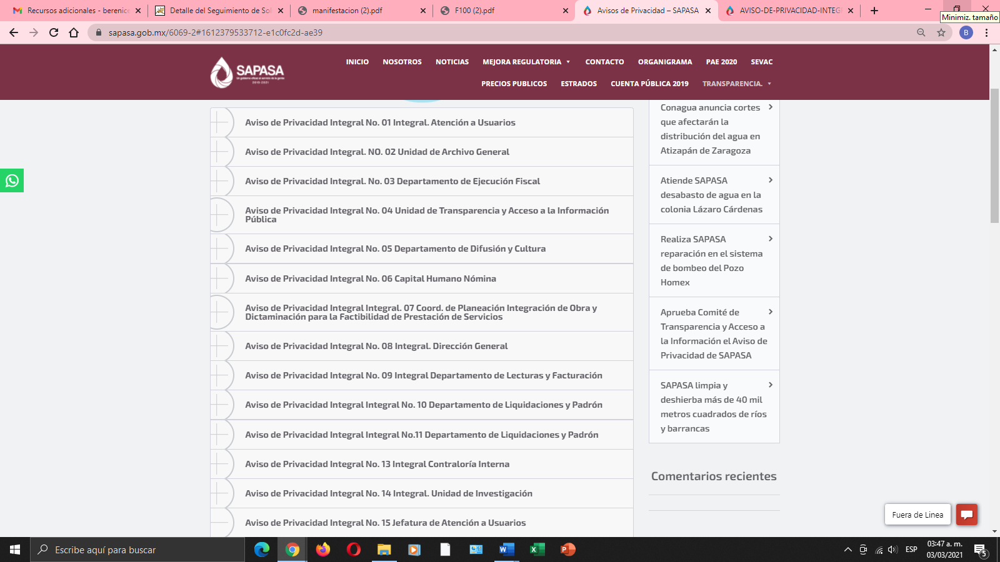 Recursos adicionales - berenice
Detalle del Seguimiento de Sol
manifestacion (2).pdf
F100 (2).pdf
Avisos de Privacidad – SAPASA
AVISO-DE-PRIVACIDAD-INTEG
Minimiz. tamaño
sapasa.gob.mx/6069-2#1612379533712-e1c0fc2d-ae39
B
SAPASA
2019-2021
INICIO NOSOTROS NOTICIAS MEJORA REGULATORIA CONTACTO ORGANIGRAMA PAE 2020 SEVAC
PRECIOS PUBLICOS ESTRADOS CUENTA PÚBLICA 2019 TRANSPARENCIA.
Aviso de Privacidad Integral No. 01 Integral. Atención a Usuarios
Aviso de Privacidad Integral. NO. 02 Unidad de Archivo General
Aviso de Privacidad Integral. No. 03 Departamento de Ejecución Fiscal
Aviso de Privacidad Integral No. 04 Unidad de Transparencia y Acceso a la Información
Pública
Aviso de Privacidad Integral No. 05 Departamento de Difusión y Cultura
Aviso de Privacidad Integral No. 06 Capital Humano Nómina
Aviso de Privacidad Integral Integral. 07 Coord. de Planeación Integración de Obra y
Dictaminación para la Factibilidad de Prestación de Servicios
Aviso de Privacidad Integral No. 08 Integral. Dirección General
Aviso de Privacidad Integral No. 09 Integral Departamento de Lecturas y Facturación
Aviso de Privacidad Integral Integral No. 10 Departamento de Liquidaciones y Padrón
Aviso de Privacidad Integral Integral No.11 Departamento de Liquidaciones y Padrón
Aviso de Privacidad Integral No. 13 Integral Contraloría Interna
Aviso de Privacidad Integral No. 14 Integral. Unidad de Investigación
Aviso de Privacidad Integral No. 15 Jefatura de Atención a Usuarios
Conagua anuncia cortes
que afectarán la
distribución del agua en
Atizapán de Zaragoza
Atiende SAPASA
desabasto de agua en la
colonia Lázaro Cárdenas
Realiza SAPASA
reparación en el sistema
de bombeo del Pozo
Homex
Aprueba Comité de
Transparencia y Acceso a
la Información el Aviso de
Privacidad de SAPASA
SAPASA limpia y
deshierba más de 40 mil
metros cuadrados de ríos
y barrancas
Comentarios recientes
Fuera de Linea
Escribe aquí para buscar
ESP
03:47 a. m.
03/03/2021
5